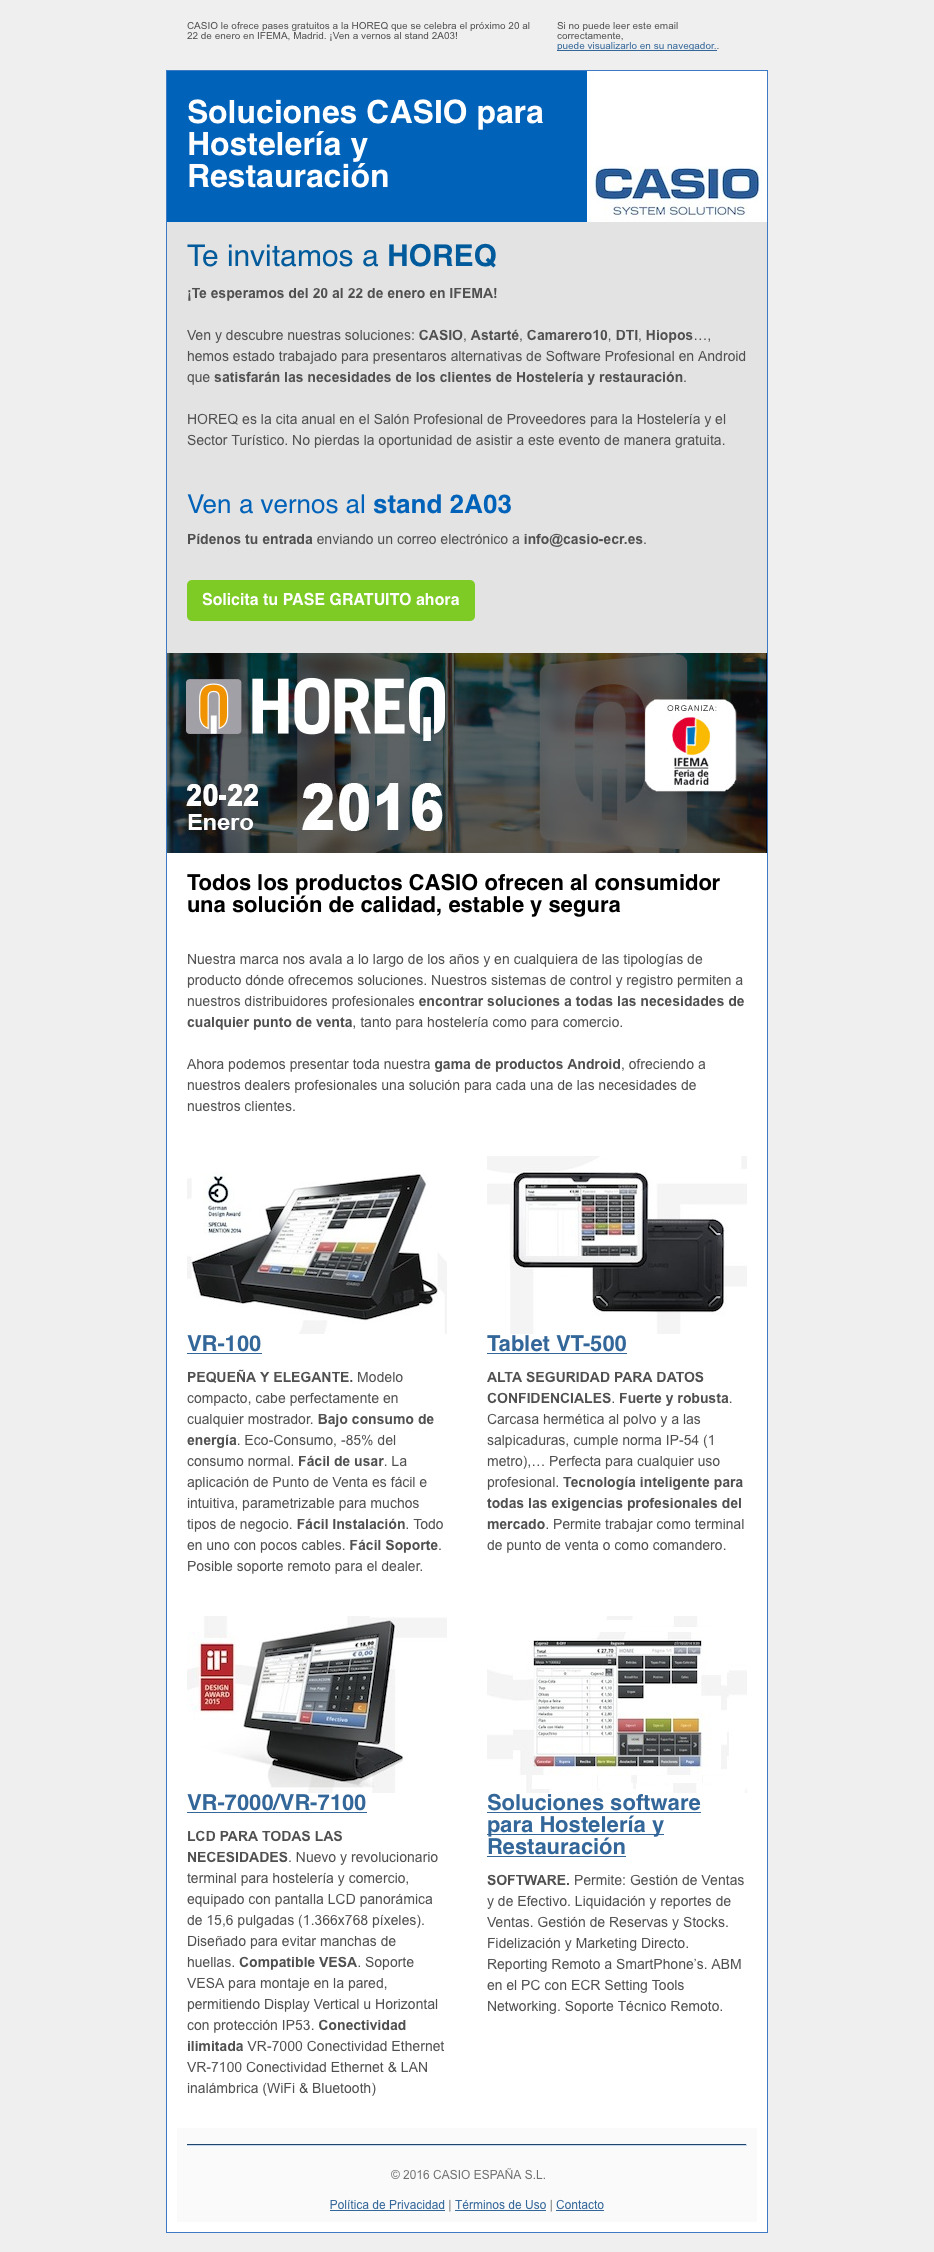 CASIO le ofrece pases gratuitos a la HOREQ que se celebra el próximo 20 al
22 de enero en IFEMA, Madrid. ¡Ven a vernos al stand 2A03!
Si no puede leer este email
correctamente,
puede visualizarlo en su navegador..
Soluciones CASIO para
Hostelería y
Restauración
CASIO
SYSTEM SOLUTIONS
Te invitamos a HOREQ
¡Te esperamos del 20 al 22 de enero en IFEMA!
Ven y descubre nuestras soluciones: CASIO, Astarté, Camarero10, DTI, Hiopos…,
hemos estado trabajado para presentaros alternativas de Software Profesional en Android
que satisfarán las necesidades de los clientes de Hostelería y restauración.
HOREQ es la cita anual en el Salón Profesional de Proveedores para la Hostelería y el
Sector Turístico. No pierdas la oportunidad de asistir a este evento de manera gratuita.
Ven a vernos al stand 2A03
Pídenos tu entrada enviando un correo electrónico a info@casio-ecr.es.
Solicita tu PASE GRATUITO ahora
HOREQ
20-22
Enero
2016
ORGANIZA:
IFEMA
Feria de
Madrid
Todos los productos CASIO ofrecen al consumidor
una solución de calidad, estable y segura
Nuestra marca nos avala a lo largo de los años y en cualquiera de las tipologías de
producto dónde ofrecemos soluciones. Nuestros sistemas de control y registro permiten a
nuestros distribuidores profesionales encontrar soluciones a todas las necesidades de
cualquier punto de venta, tanto para hostelería como para comercio.
Ahora podemos presentar toda nuestra gama de productos Android, ofreciendo a
nuestros dealers profesionales una solución para cada una de las necesidades de
nuestros clientes.
German
Design Award
SPECIAL
MENTION 2014
VR-100
PEQUEÑA Y ELEGANTE. Modelo
compacto, cabe perfectamente en
cualquier mostrador. Bajo consumo de
energía. Eco-Consumo, -85% del
consumo normal. Fácil de usar. La
aplicación de Punto de Venta es fácil e
intuitiva, parametrizable para muchos
tipos de negocio. Fácil Instalación. Todo
en uno con pocos cables. Fácil Soporte.
Posible soporte remoto para el dealer.
Tablet VT-500
ALTA SEGURIDAD PARA DATOS
CONFIDENCIALES. Fuerte y robusta.
Carcasa hermética al polvo y a las
salpicaduras, cumple norma IP-54 (1
metro),… Perfecta para cualquier uso
profesional. Tecnología inteligente para
todas las exigencias profesionales del
mercado. Permite trabajar como terminal
de punto de venta o como comandero.
iF
DESIGN
AWARD
2015
€ 18,90
€ 0,00
Efectivo
VR-7000/VR-7100
LCD PARA TODAS LAS
NECESIDADES. Nuevo y revolucionario
terminal para hostelería y comercio,
equipado con pantalla LCD panorámica
de 15,6 pulgadas (1.366x768 píxeles).
Diseñado para evitar manchas de
huellas. Compatible VESA. Soporte
VESA para montaje en la pared,
permitiendo Display Vertical u Horizontal
con protección IP53. Conectividad
ilimitada VR-7000 Conectividad Ethernet
VR-7100 Conectividad Ethernet & LAN
inalámbrica (WiFi & Bluetooth)
Total
€ 27,70
HOME
Soluciones software
para Hostelería y
Restauración
SOFTWARE. Permite: Gestión de Ventas
y de Efectivo. Liquidación y reportes de
Ventas. Gestión de Reservas y Stocks.
Fidelización y Marketing Directo.
Reporting Remoto a SmartPhone's. ABM
en el PC con ECR Setting Tools
Networking. Soporte Técnico Remoto.
© 2016 CASIO ESPAÑA S.L.
Política de Privacidad | Términos de Uso | Contacto